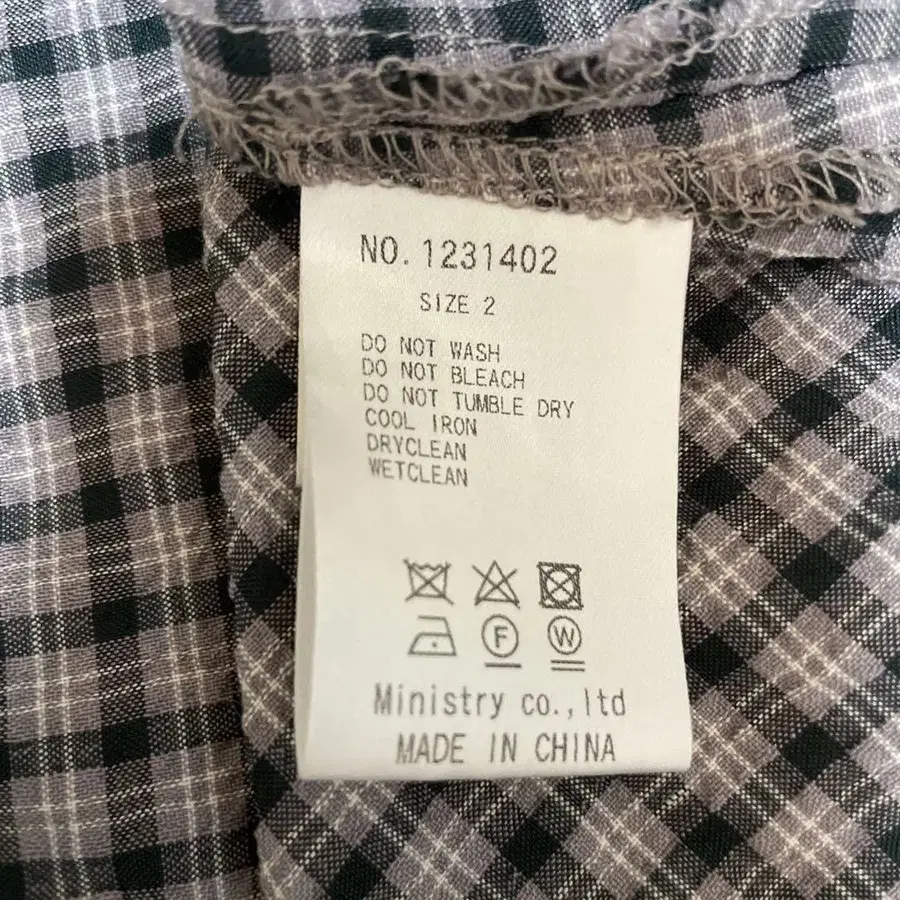 NO. 1231402
SIZE 2
DO NOT WASH
DO NOT BLEACH
DO NOT TUMBLE DRY
COOL IRON
DRYCLEAN
WETCLEAN
F W
Ministry co.,ltd
MADE IN CHINA